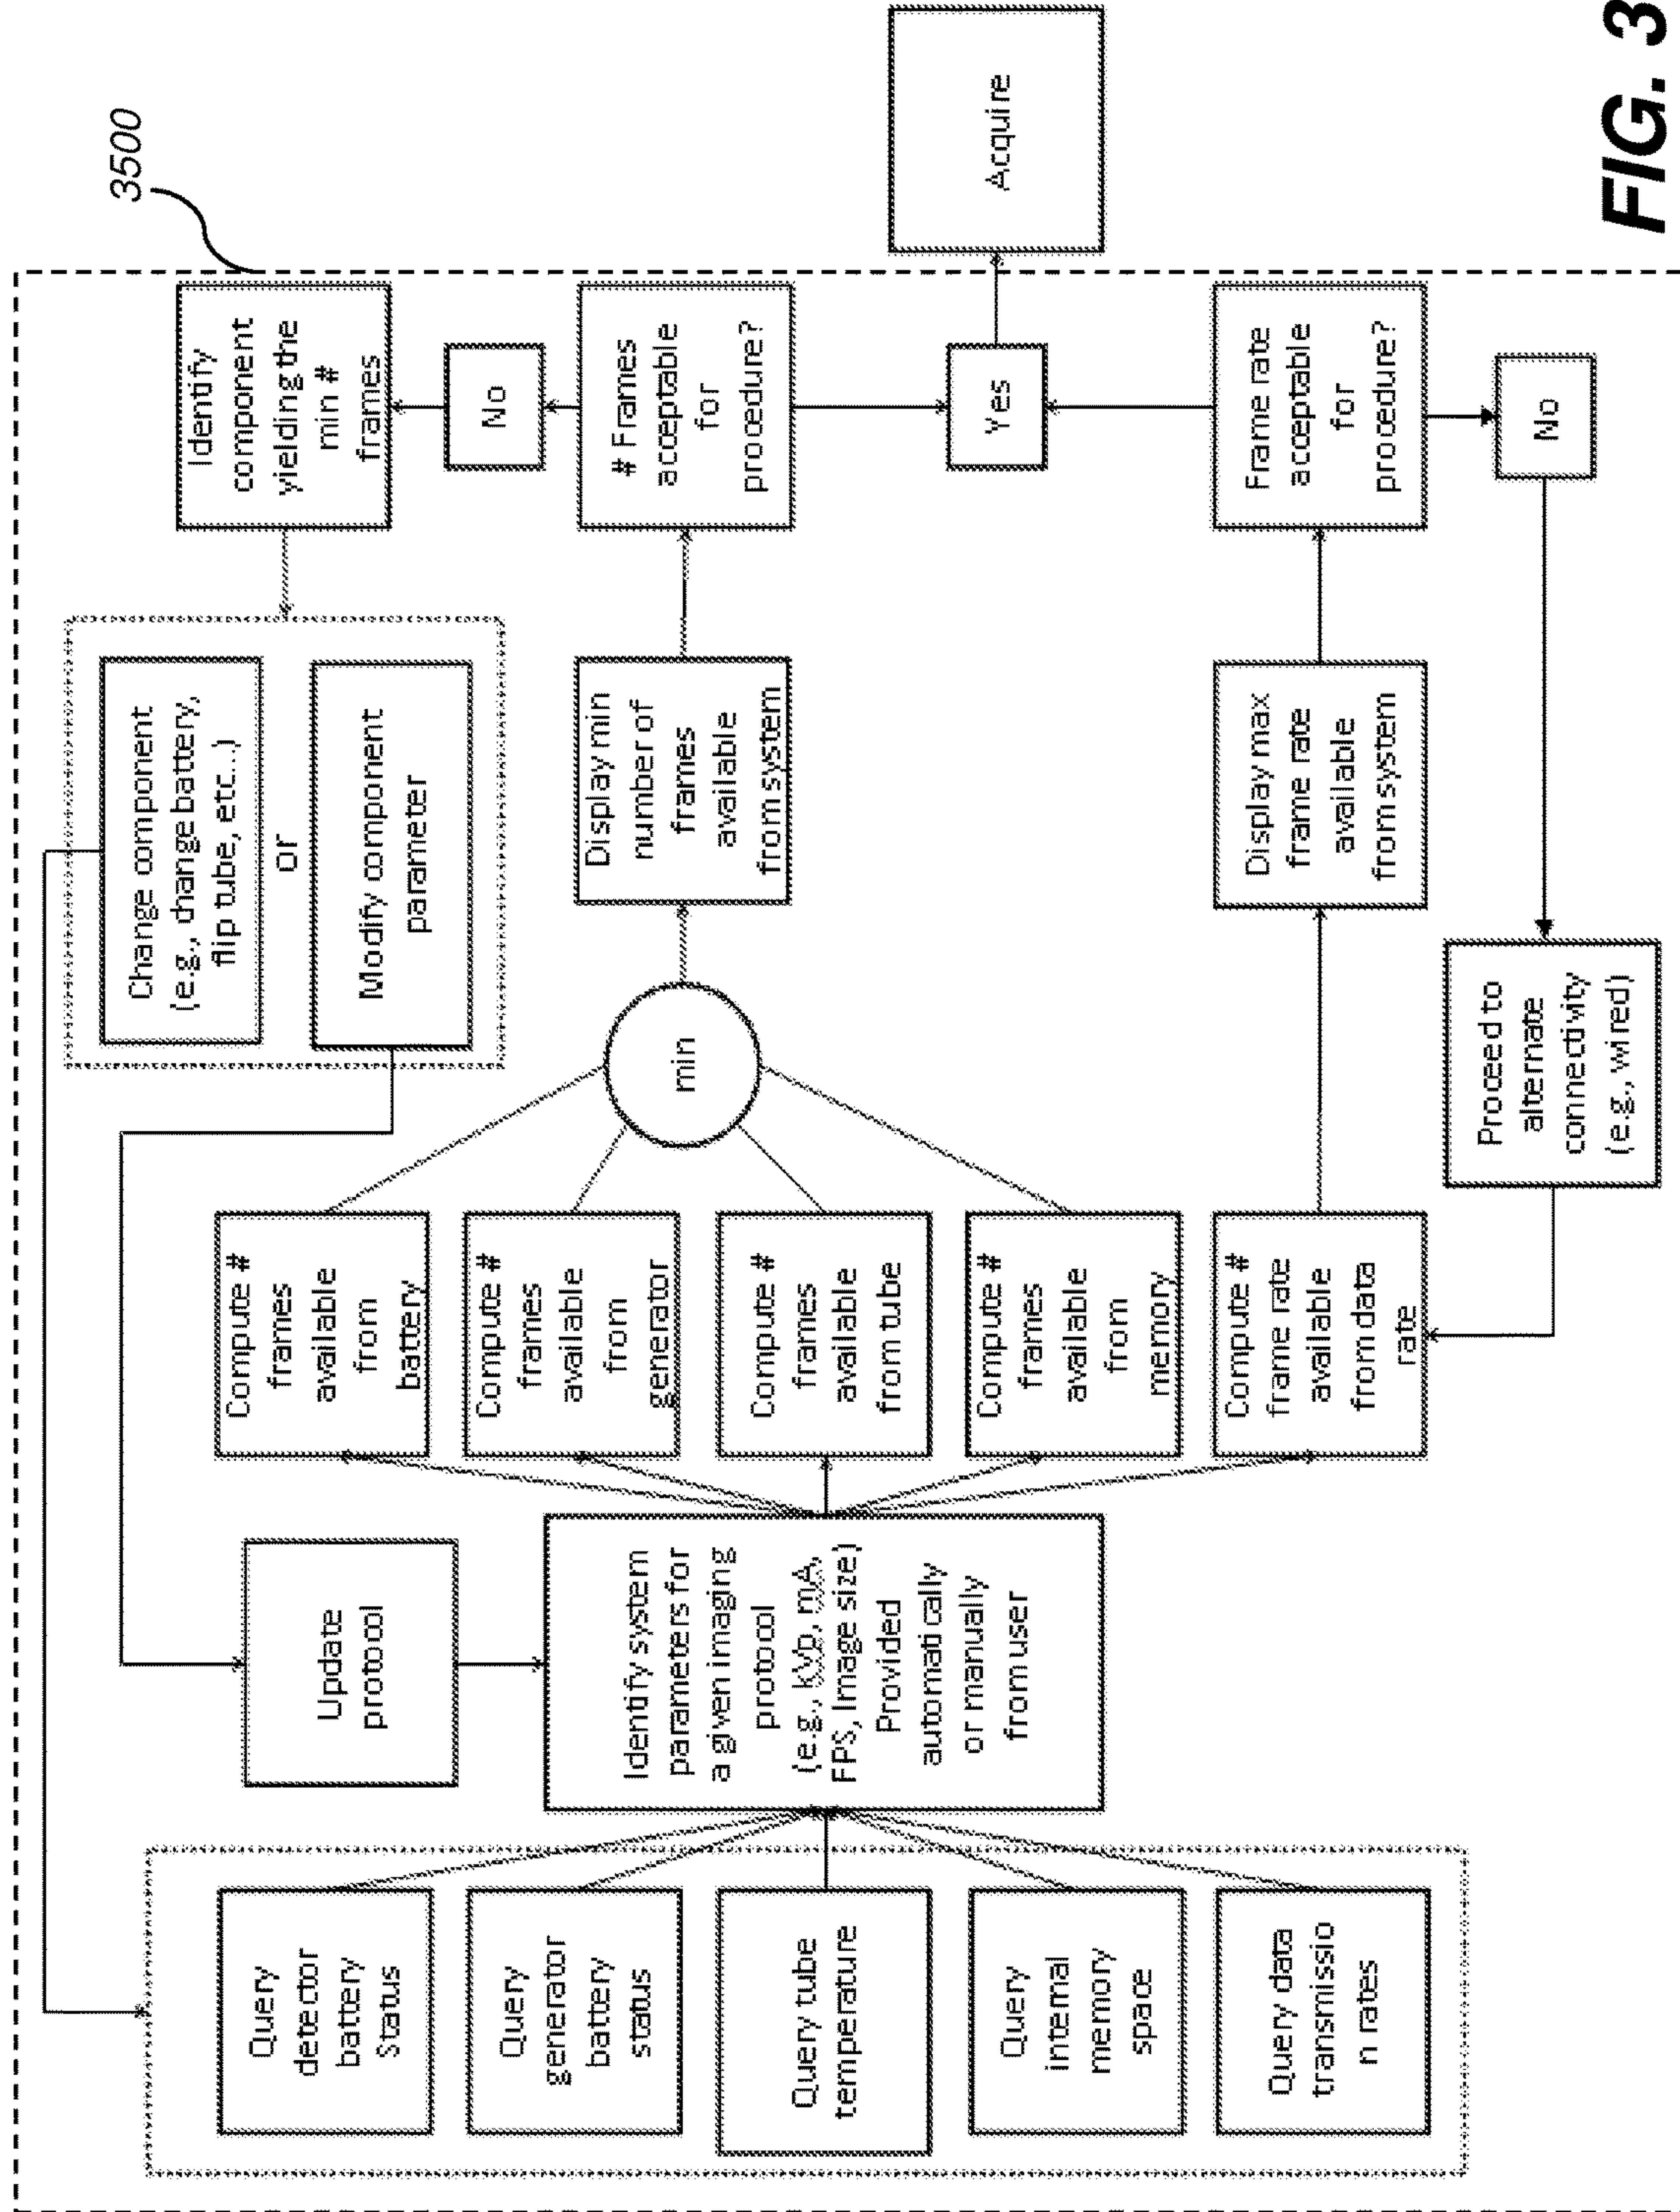 3500
Query
detector
battery
Status
Query
generator
battery
status
Query tube
temperature
Query
internal
memory
space
Query data
transmissio
n rates
Update
protocol
Identify system
parameters for
a given imaging
protocol
(e.g., kVp, mA,
FPS, Image size)
Provided
automatically
or manually
from user
Compute #
frames
available
from
battery
Compute #
frames
available
from
generator
Compute #
frames
available
from tube
Compute #
frames
available
from
memory
Compute #
frame rate
available
from data
rate
min
Change component
(e.g., change battery,
flip tube, etc...)
or
Modify component
parameter
Display min
number of
frames
available
from system
Display max
frame rate
available
from system
Proceed to
alternate
connectivity
(e.g., wired)
Identify
component
yielding the
min #
frames
No
# Frames
acceptable
for
procedure?
Yes
Frame rate
acceptable
for
procedure?
No
Acquire
FIG. 3